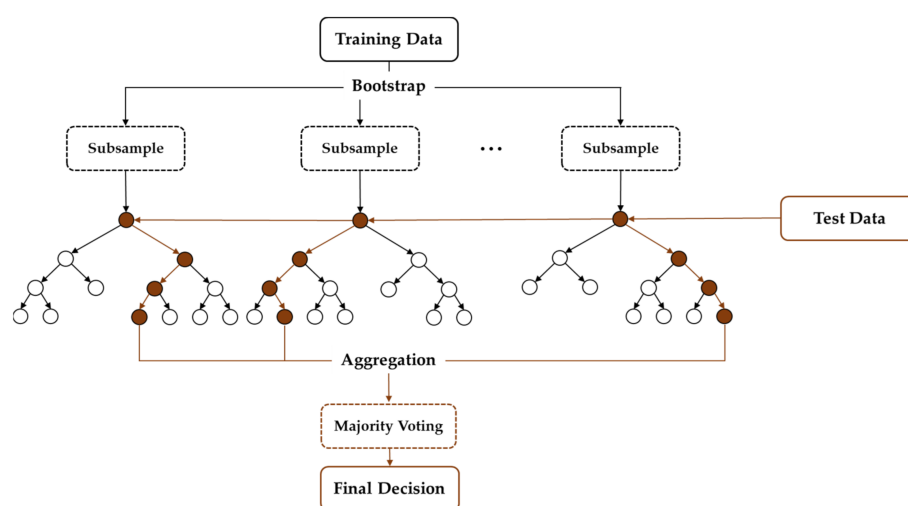 Training Data
Bootstrap
Subsample
Subsample
...
Subsample
Test Data
Aggregation
Majority Voting
Final Decision